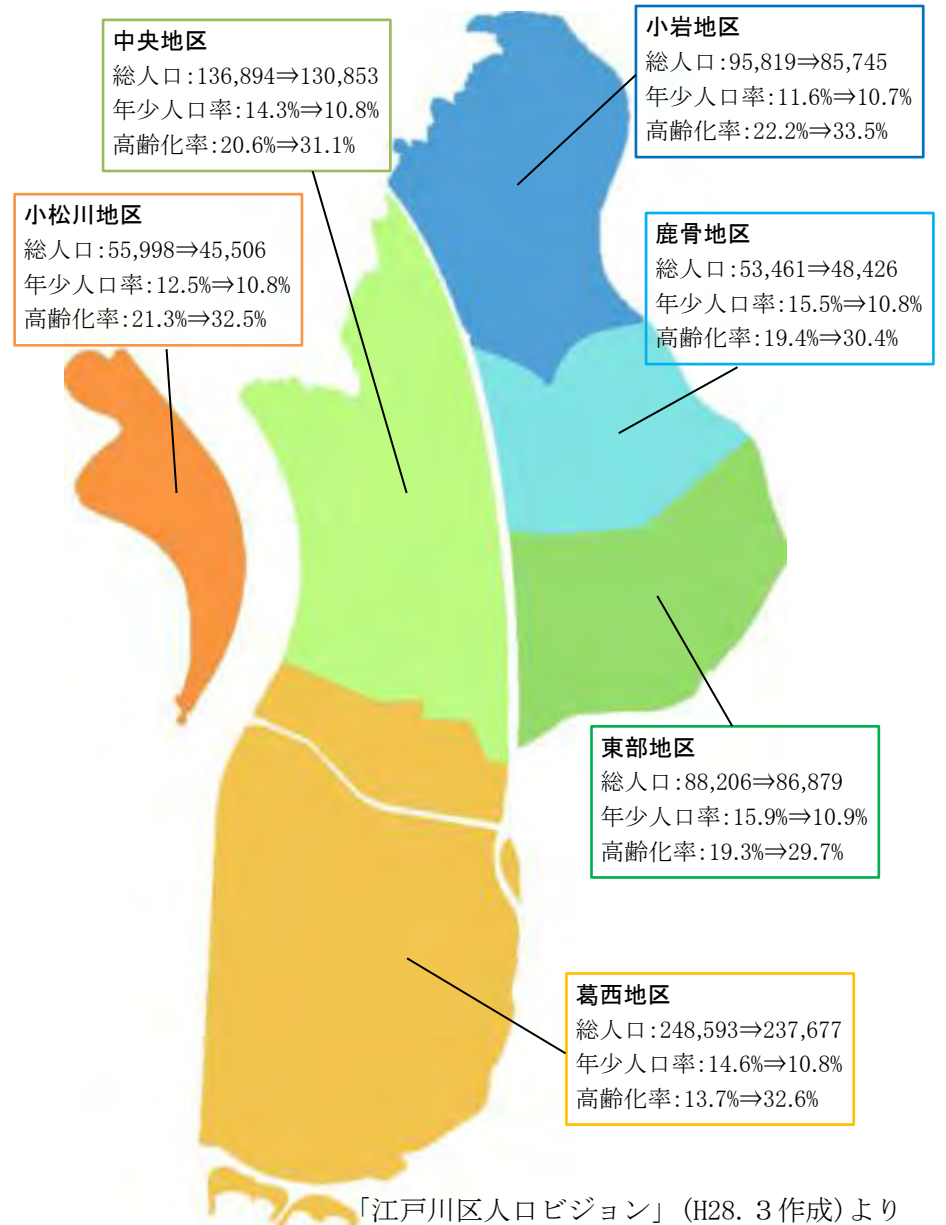 中央地区
総人口:136,894⇒130,853
年少人口率:14.3%⇒10.8%
高齢化率:20.6%⇒31.1%
小岩地区
総人口:95,819⇒85,745
年少人口率:11.6%⇒10.7%
高齢化率:22.2%⇒33.5%
小松川地区
総人口:55,998⇒45,506
年少人口率:12.5%⇒10.8%
高齢化率:21.3%⇒32.5%
鹿骨地区
総人口:53,461⇒48,426
年少人口率:15.5%⇒10.8%
高齢化率:19.4%⇒30.4%
東部地区
総人口:88,206⇒86,879
年少人口率:15.9%⇒10.9%
高齢化率:19.3%⇒29.7%
葛西地区
総人口:248,593⇒237,677
年少人口率:14.6%⇒10.8%
高齢化率:13.7%⇒32.6%
「江戸川区人口ビジョン」(H28.３作成)より